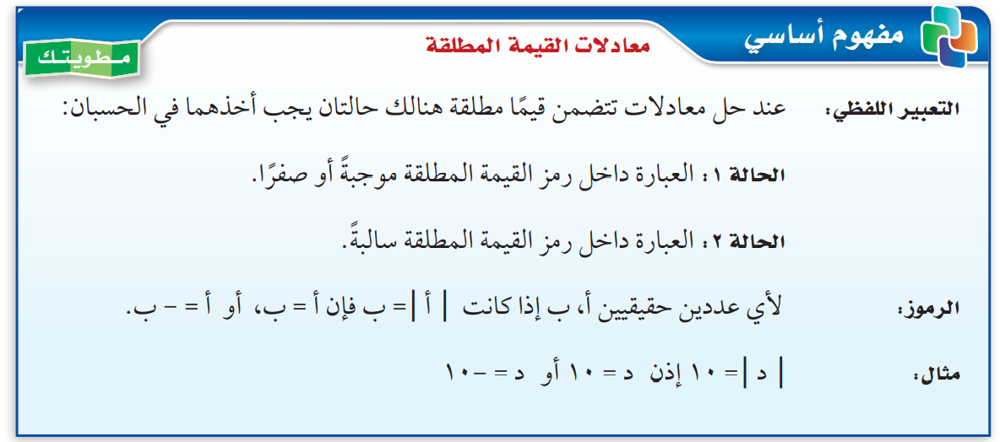 مفهوم أساسي
معادلات القيمة المطلقة
مـطويـتـك
التعبير اللفظي: عند حل معادلات تتضمن قيمًا مطلقة هنالك حالتان يجب أخذهما في الحسبان:
الحالة ١: العبارة داخل رمز القيمة المطلقة موجبةً أو صفرًا.
الحالة ٢: العبارة داخل رمز القيمة المطلقة سالبةً.
الرموز: لأي عددين حقيقيين أ، ب إذا كانت | أ |= ب فإن أ = ب، أو أ = – ب.
مثال: | د |= ١٠ إذن د = ١٠ أو د = –١٠